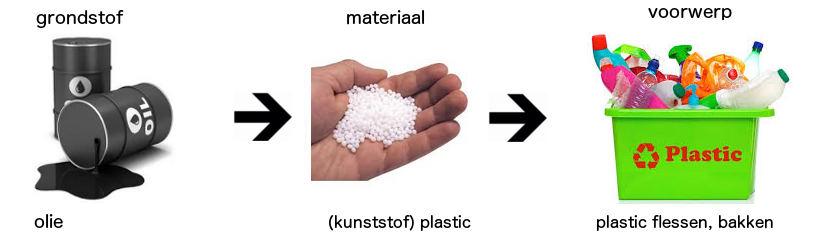 grondstof
materiaal
voorwerp
OIL
Plastic
olie
(kunststof) plastic
plastic flessen, bakken